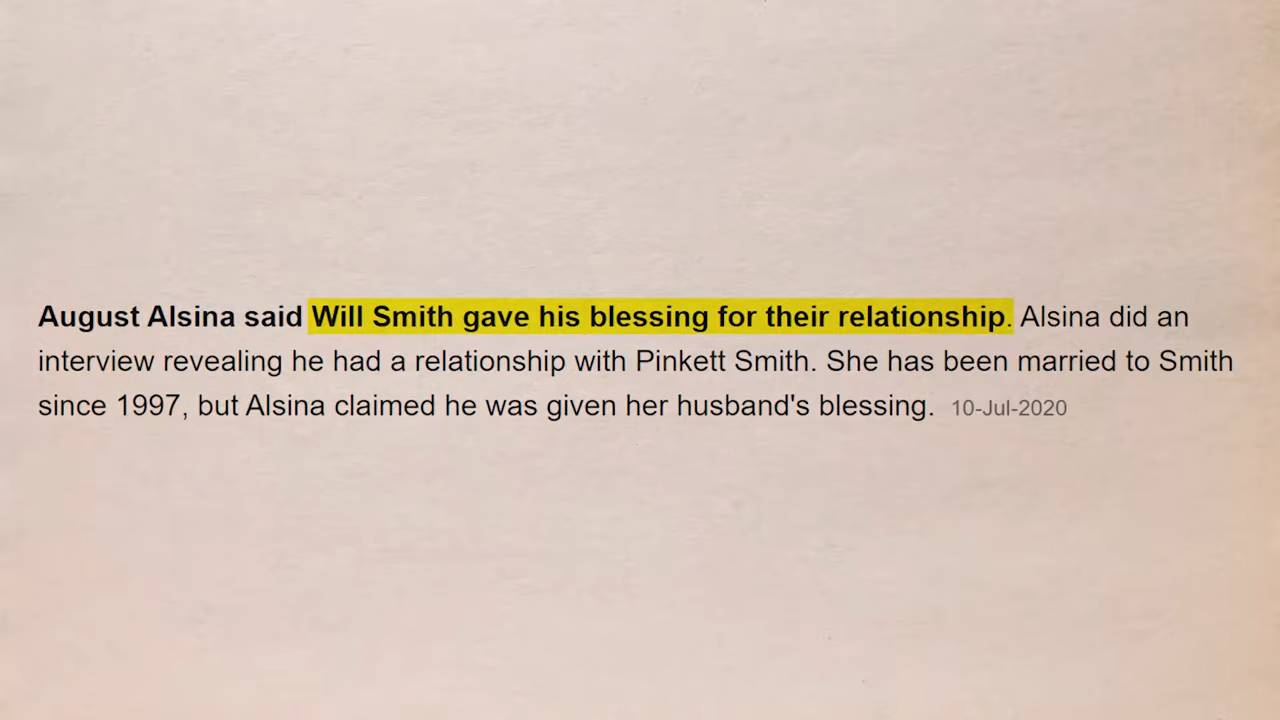 August Alsina said Will Smith gave his blessing for their relationship. Alsina did an
interview revealing he had a relationship with Pinkett Smith. She has been married to Smith
since 1997, but Alsina claimed he was given her husband's blessing. 10-Jul-2020